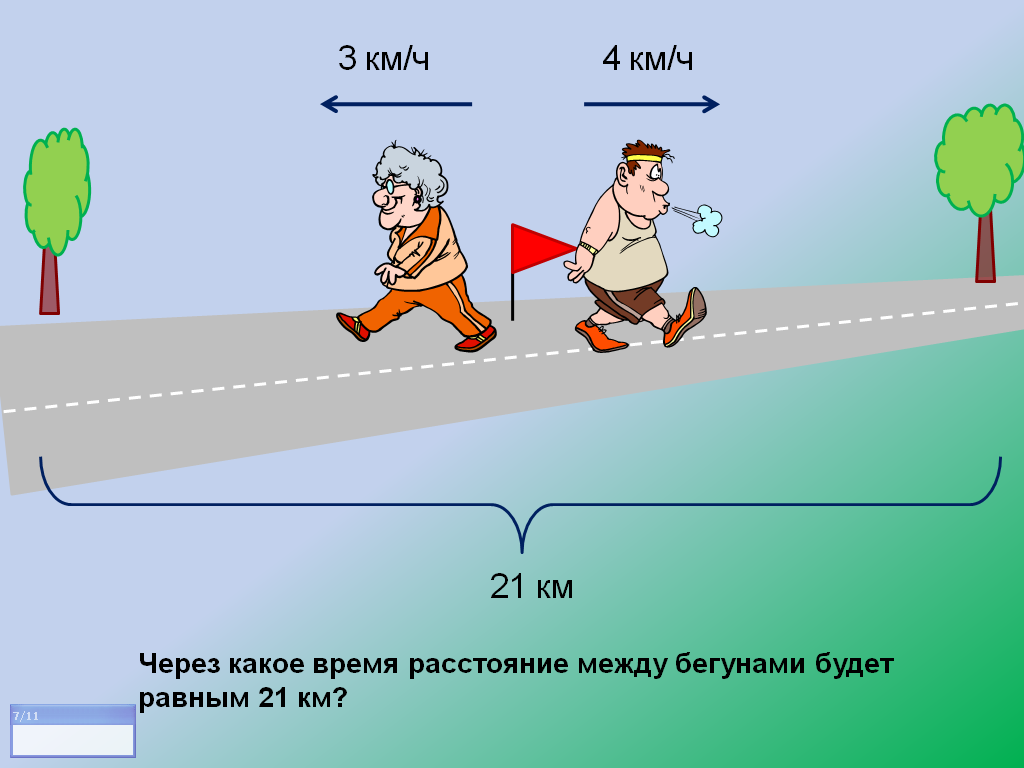 3 км/ч 4 км/ч
21 км
Через какое время расстояние между бегунами будет
равным 21 км?
7/11